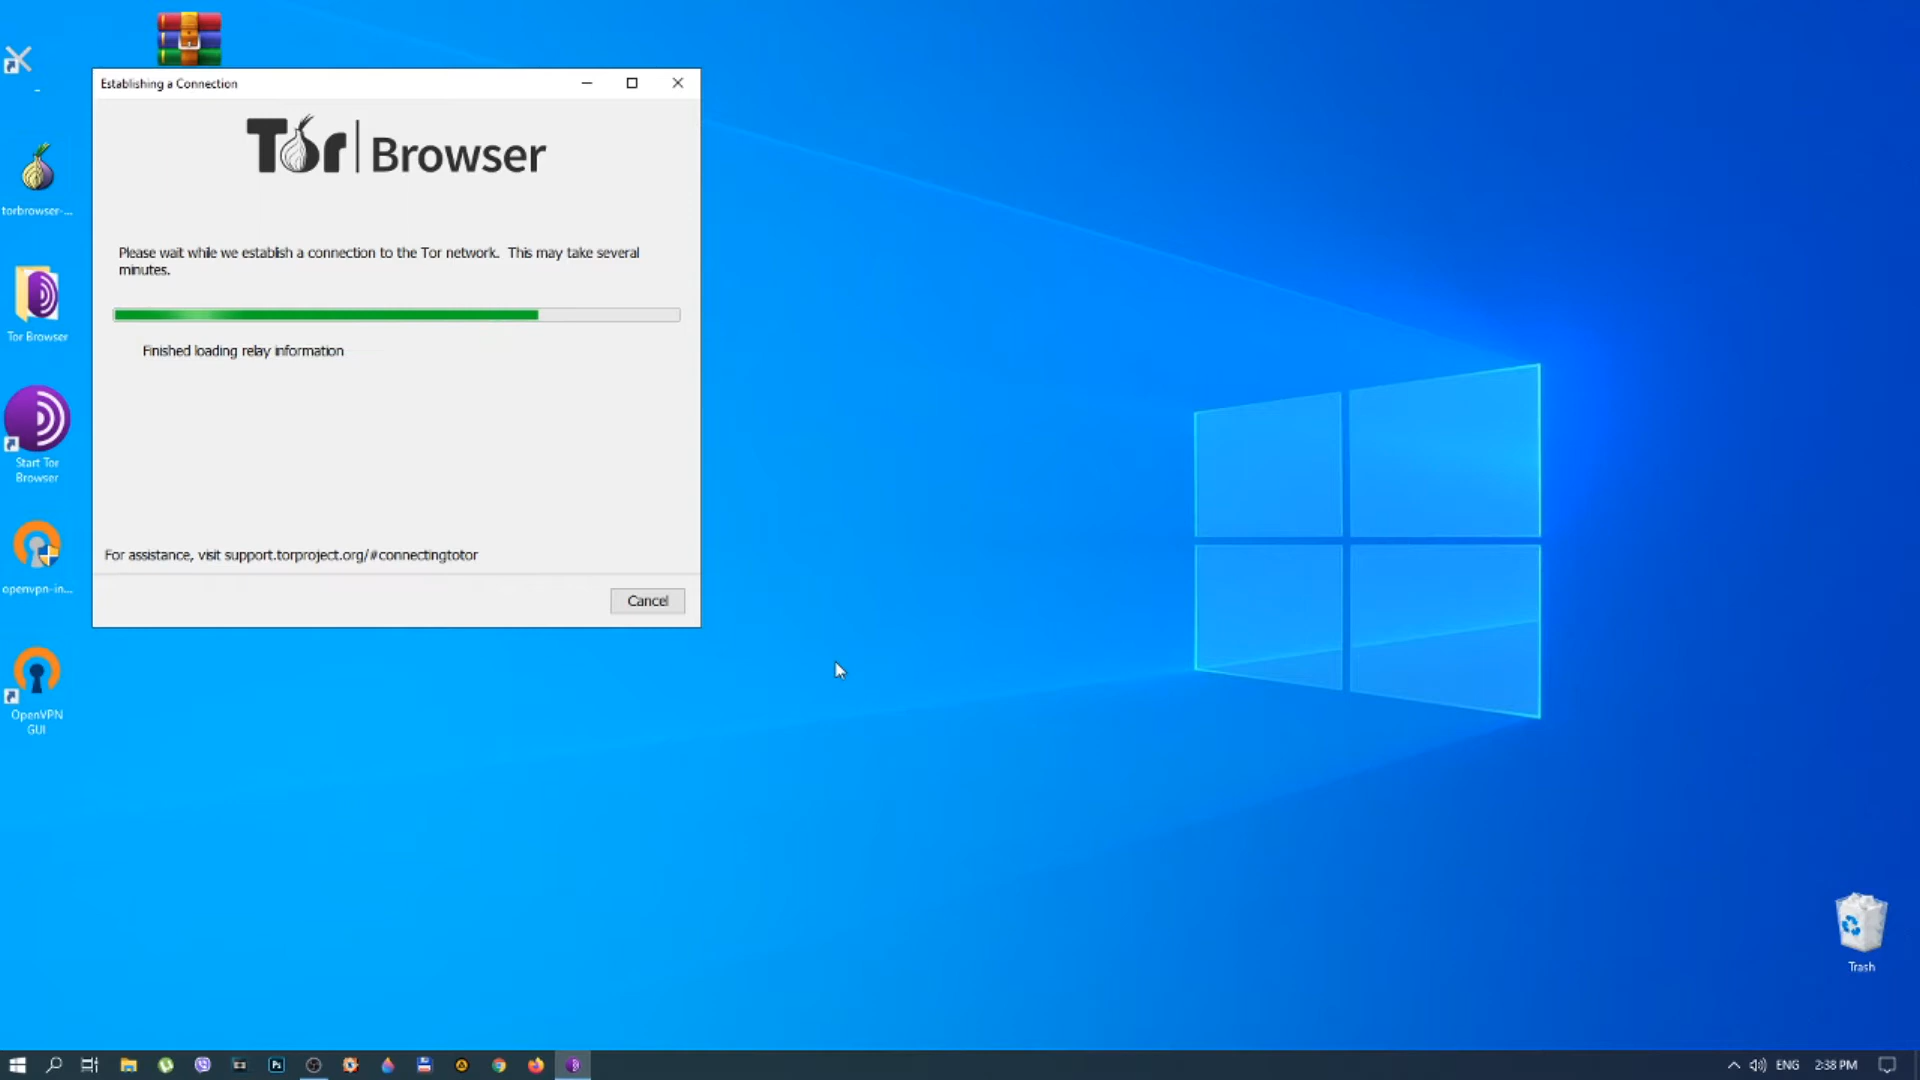 Establishing a Connection
Tor Browser
Please wait while we establish a connection to the Tor network. This may take several
minutes.
Finished loading relay information
For assistance, visit support.torproject.org/#connectingtotor
Cancel
torbrowser-...
Tor Browser
Start Tor
Browser
openvpn-in...
OpenVPN
GUI
Trash
Ps
ENG
2:38 PM